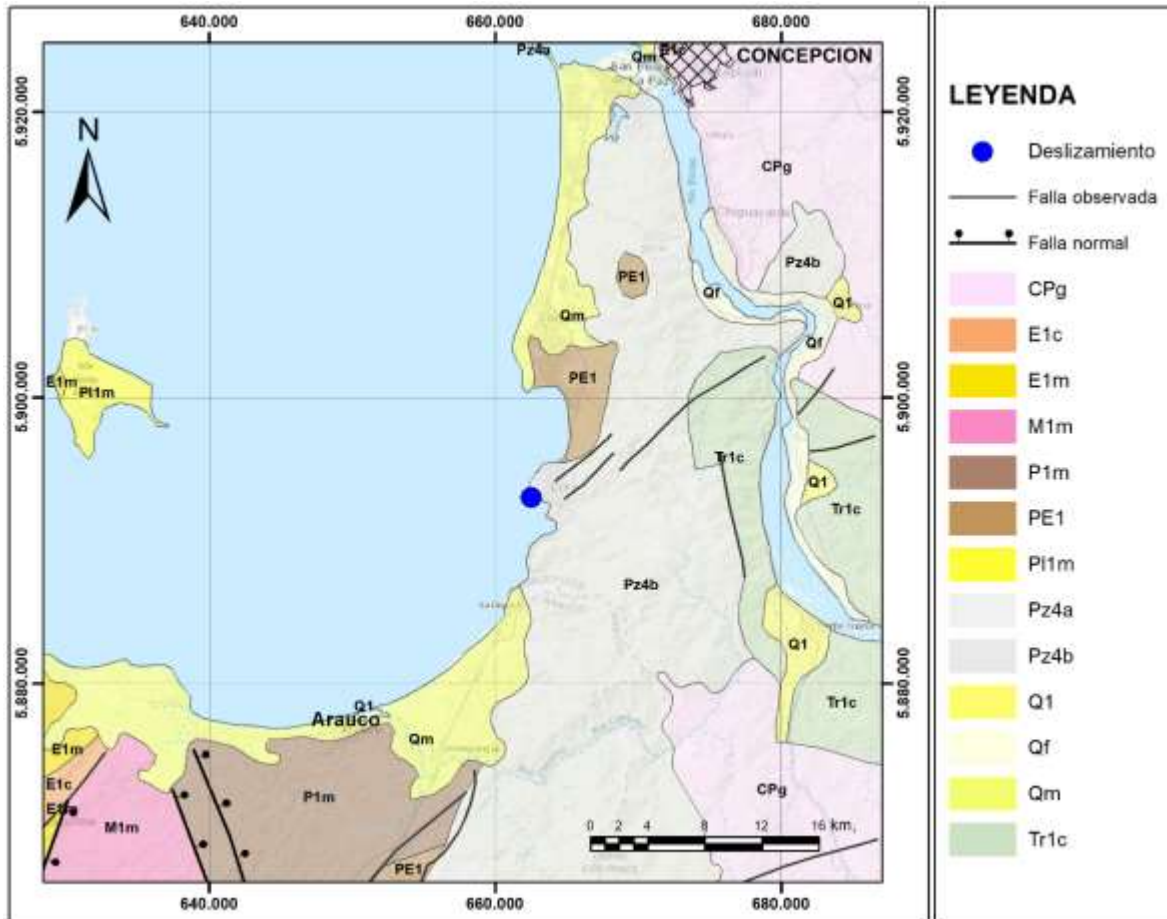 640.000
660.000
680.000
Pz4a
Qm
E1c
CONCEPCION
5.920.000
5.920.000
N
CPg
Pz4b
PE1
Qf
Q1
Qm
Qf
E1m
Pl1m
PE1
5.900.000
5.900.000
Tr1c
Q1
Tr1c
Pz4b
Q1
5.880.000
5.880.000
Q1
Arauco
Tr1c
Qm
E1m
E1c
P1m
CPg
M1m
0 2 4 8 12 16 km,
PE1
640.000
660.000
680.000
LEYENDA
Deslizamiento
Falla observada
Falla normal
CPg
E1c
E1m
M1m
P1m
PE1
Pl1m
Pz4a
Pz4b
Q1
Qf
Qm
Tr1c